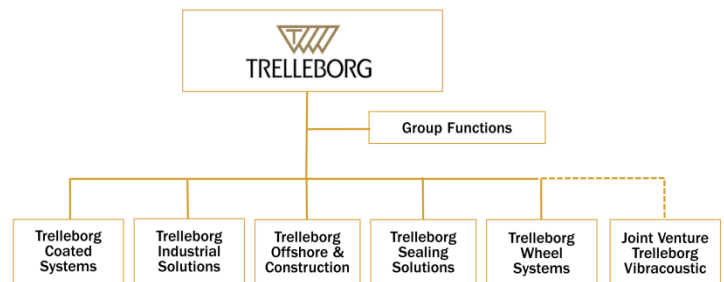 TRELLEBORG
Group Functions
Trelleborg
Coated
Systems
Trelleborg
Industrial
Solutions
Trelleborg
Offshore &
Construction
Trelleborg
Sealing
Solutions
Trelleborg
Wheel
Systems
Joint Venture
Trelleborg
Vibracoustic